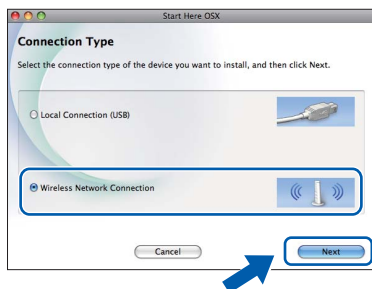 Start Here OSX
Connection Type
Select the connection type of the device you want to install, and then click Next.
Local Connection (USB)
Wireless Network Connection
Cancel
Next